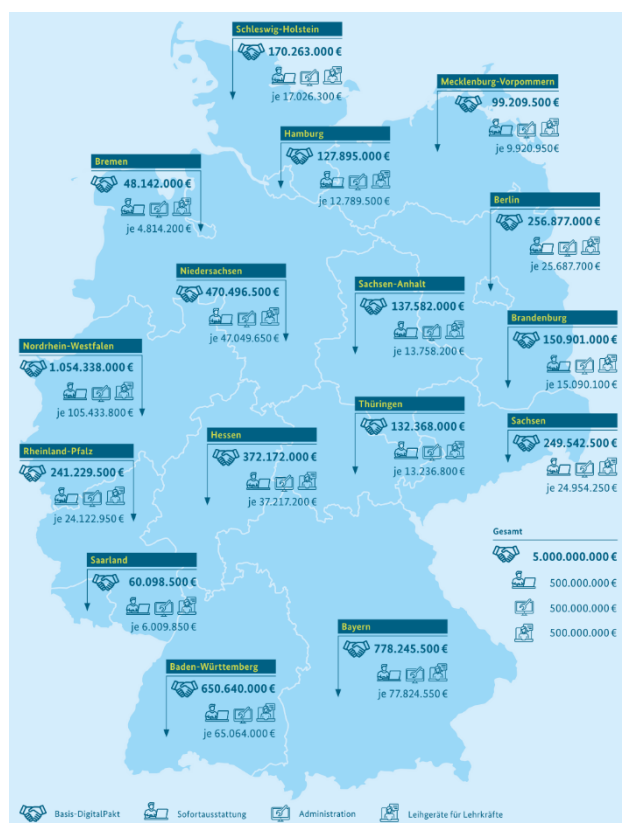 Schleswig-Holstein
170.263.000 €
je 17.026.300 €
Mecklenburg-Vorpommern
99.209.500 €
je 9.920.950 €
Hamburg
127.895.000 €
je 12.789.500 €
Bremen
48.142.000 €
je 4.814.200 €
Berlin
256.877.000 €
je 25.687.700 €
Niedersachsen
470.496.500 €
je 47.049.650 €
Sachsen-Anhalt
137.582.000 €
je 13.758.200 €
Brandenburg
150.901.000 €
je 15.090.100 €
Nordrhein-Westfalen
1.054.338.000 €
je 105.433.800 €
Thüringen
132.368.000 €
je 13.236.800 €
Sachsen
249.542.500 €
je 24.954.250 €
Hessen
372.172.000 €
je 37.217.200 €
Rheinland-Pfalz
241.229.500 €
je 24.122.950 €
Gesamt
5.000.000.000 €
500.000.000 €
500.000.000 €
500.000.000 €
Saarland
60.098.500 €
je 6.009.850 €
Bayern
778.245.500 €
je 77.824.550 €
Baden-Württemberg
650.640.000 €
je 65.064.000 €
Basis-DigitalPakt Sofortausstattung Administration Leihgeräte für Lehrkräfte